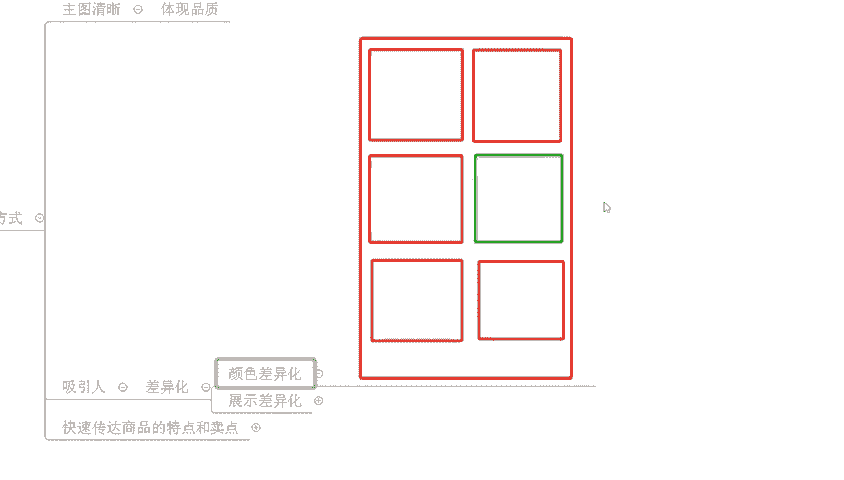 主图清晰 体现品质
方式
吸引人 差异化 颜色差异化
展示差异化
快速传达商品的特点和卖点